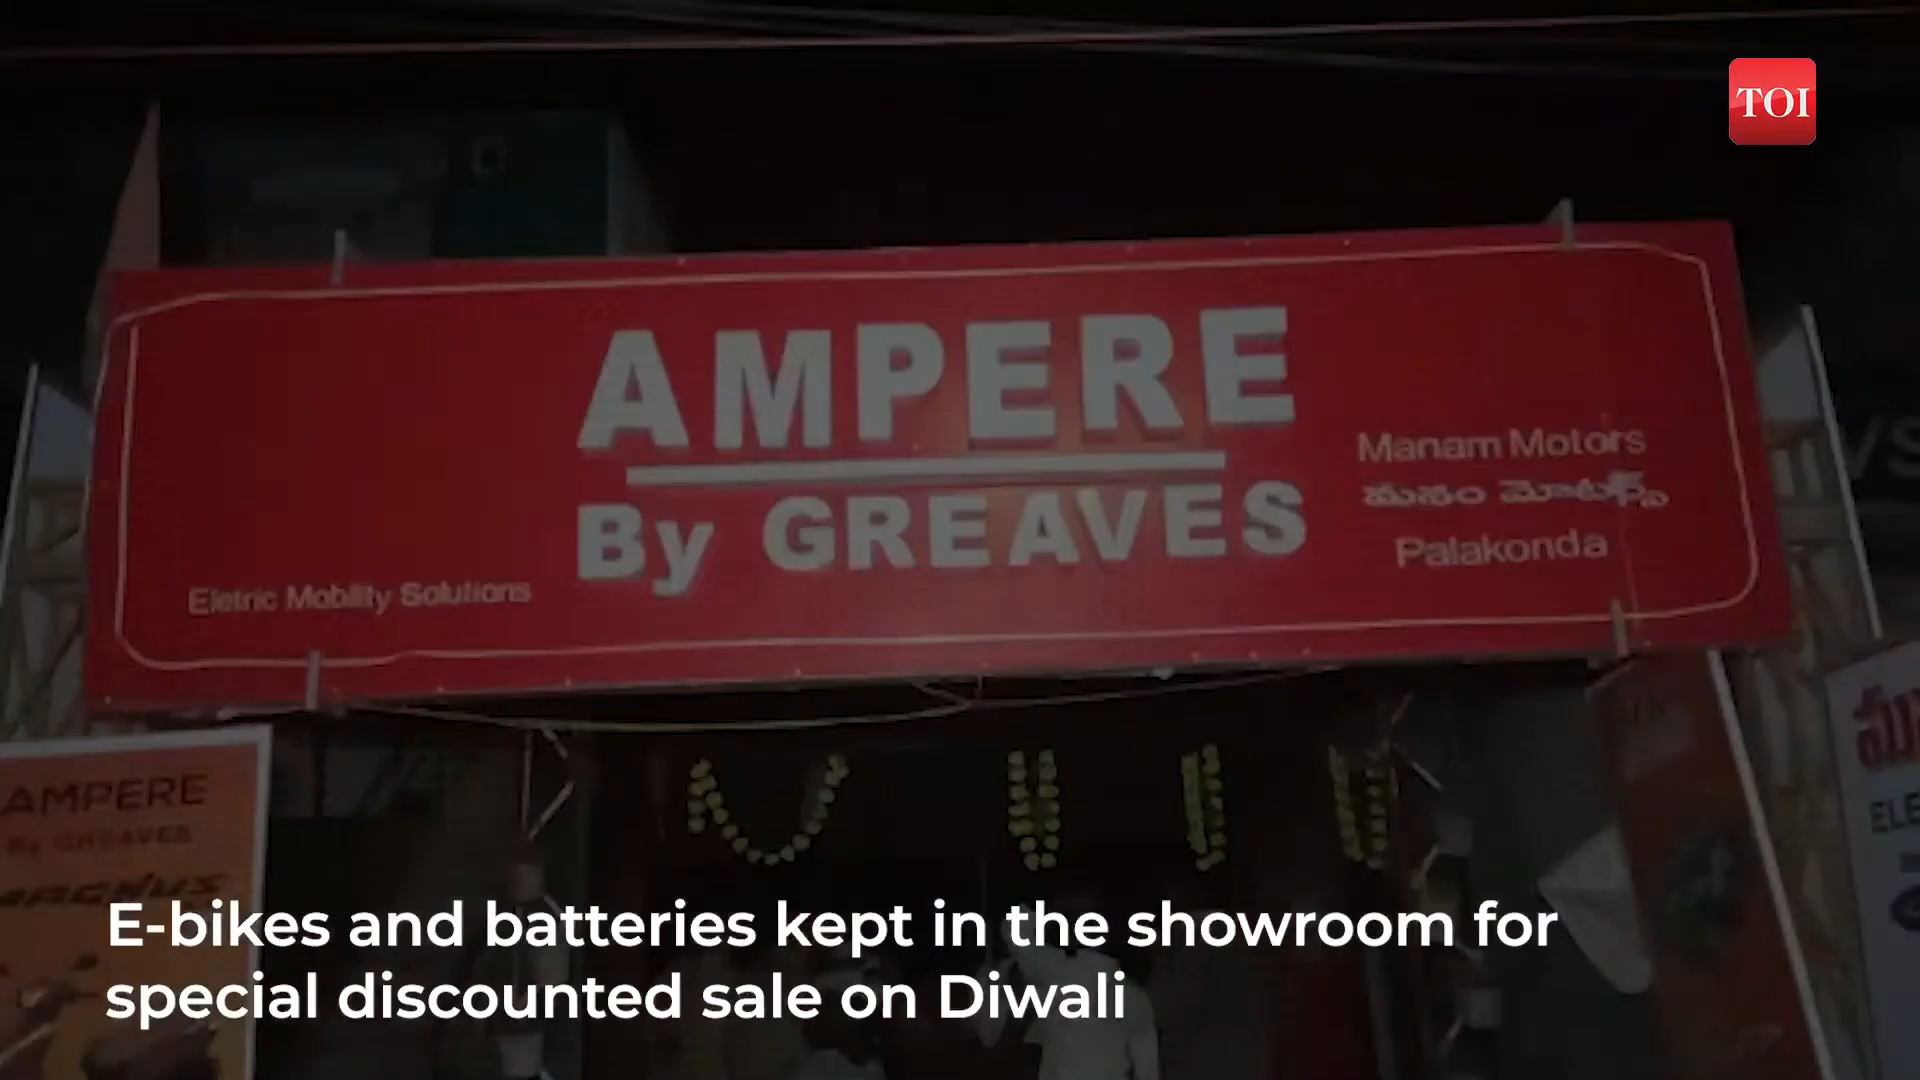 TOI
AMPERE
By GREAVES
Manam Motors
మనం మోటార్స్
Palakonda
Eletric Mobility Solutions
AMPERE
By GREAVES
E-bikes and batteries kept in the showroom for
special discounted sale on Diwali